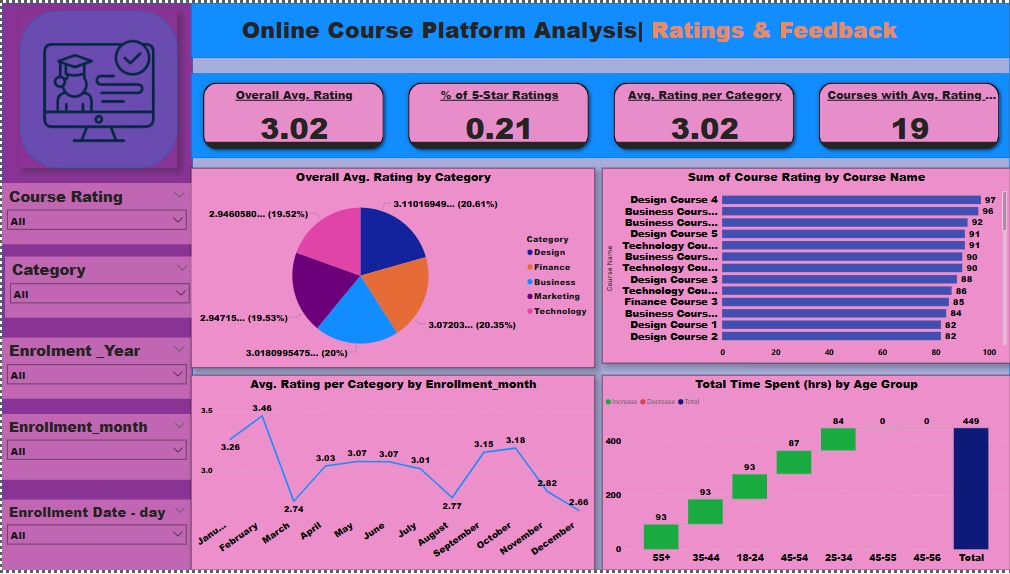 Online Course Platform Analysis| Ratings & Feedback
Overall Avg. Rating
3.02
% of 5-Star Ratings
0.21
Avg. Rating per Category
3.02
Courses with Avg. Rating ...
19
Course Rating
All
Category
All
Enrolment _Year
All
Enrollment_month
All
Enrollment Date - day
All
Overall Avg. Rating by Category
3.11016949... (20.61%)
2.9460580... (19.52%)
2.94715... (19.53%)
3.07203... (20.35%)
3.0180995475... (20%)
Category
Design
Finance
Business
Marketing
Technology
Sum of Course Rating by Course Name
Course Name
Design Course 4 97
Business Cours... 96
Business Cours... 92
Design Course 5 91
Technology Cou... 91
Business Cours... 90
Technology Cou... 90
Design Course 3 88
Technology Cou... 86
Finance Course 3 85
Business Cours... 84
Design Course 1 82
Design Course 2 82
0 20 40 60 80 100
Avg. Rating per Category by Enrollment_month
3.5
3.0
3.26
3.46
2.74
3.03
3.07
3.07
3.01
2.77
3.15
3.18
2.82
2.66
Janu... February March April May June July August September October November December
Total Time Spent (hrs) by Age Group
Increase Decrease Total
400
200
0
93 93 93 87 84 0 0 449
55+ 35-44 18-24 45-54 25-34 45-55 45-56 Total